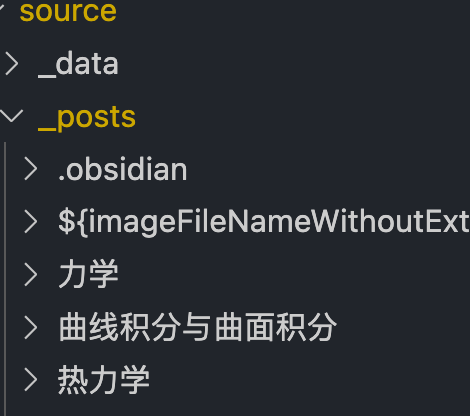 source
_data
_posts
.obsidian
${imageFileNameWithoutExt
力学
曲线积分与曲面积分
热力学